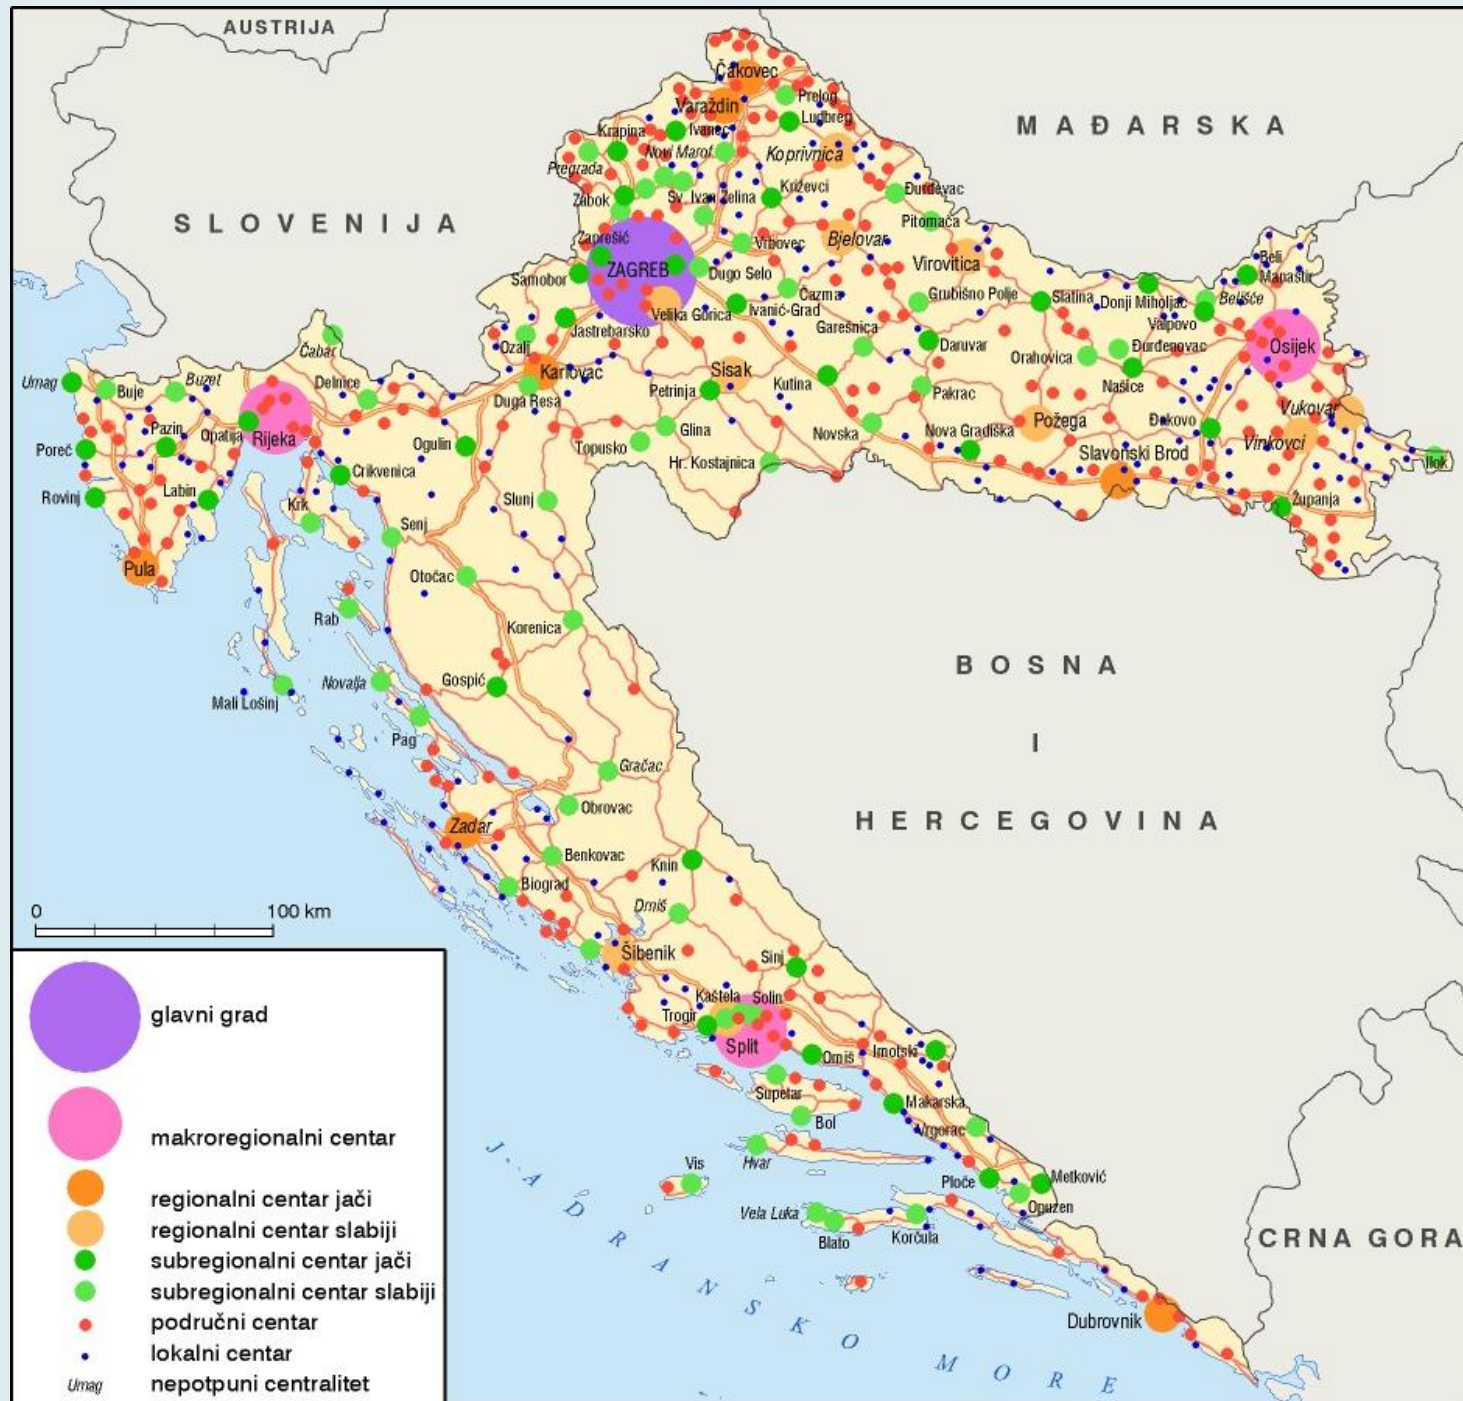 AUSTRIJA
MAĐARSKA
SLOVENIJA
BOSNA
I
HERCEGOVINA
CRNA GORA
JADRANSKO MORE
Čakovec
Prelog
Varaždin
Ludbreg
Krapina
Ivanec
Novi Marof
Koprivnica
Pregrada
Zabok
Sv. Ivan Zelina
Križevci
Đurđevac
Pitomača
Zaprešić
Vrbovec
Bjelovar
Virovitica
Samobor
ZAGREB
Dugo Selo
Čazma
Grubišno Polje
Slatina
Donji Miholjac
Beli
Manastir
Belišće
Valpovo
Velika Gorica
Ivanić-Grad
Jastrebarsko
Garešnica
Daruvar
Orahovica
Đurđenovac
Osijek
Ozalj
Čabar
Karlovac
Sisak
Kutina
Našice
Umag
Buje
Buzet
Delnice
Duga Resa
Petrinja
Pakrac
Vukovar
Poreč
Pazin
Opatija
Rijeka
Ogulin
Topusko
Glina
Novska
Požega
Nova Gradiška
Đakovo
Vinkovci
Slavonski Brod
Hr. Kostajnica
Ilok
Rovinj
Labin
Crikvenica
Krk
Slunj
Županja
Senj
Pula
Otočac
Rab
Korenica
Novalja
Gospić
Mali Lošinj
Pag
Gračac
Obrovac
Zadar
Benkovac
Knin
Biograd
Drniš
Šibenik
Sinj
Kaštela
Solin
Trogir
Split
Omiš
Imotski
Supetar
Makarska
Bol
Vrgorac
Hvar
Vis
Ploče
Metković
Opuzen
Vela Luka
Blato
Korčula
Dubrovnik
0 100 km
glavni grad
makroregionalni centar
regionalni centar jači
regionalni centar slabiji
subregionalni centar jači
subregionalni centar slabiji
područni centar
lokalni centar
Umag nepotpuni centralitet